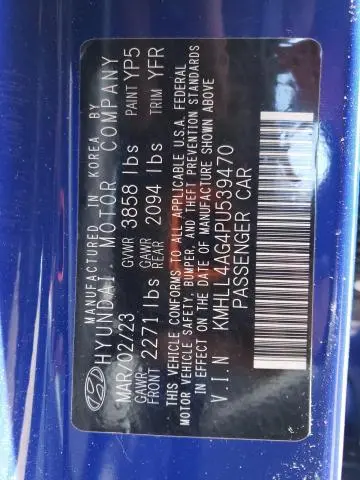 MANUFACTURED IN KOREA BY
HYUNDAI MOTOR COMPANY
MAR/02/23 GVWR 3858 lbs PAINT YP5
GAWR FRONT 2271 lbs GAWR REAR 2094 lbs TRIM YFR
THIS VEHICLE CONFORMS TO ALL APPLICABLE U.S.A. FEDERAL
MOTOR VEHICLE SAFETY, BUMPER, AND THEFT PREVENTION STANDARDS
IN EFFECT ON THE DATE OF MANUFACTURE SHOWN ABOVE
V.I.N KMHLL4AG4PU539470
PASSENGER CAR